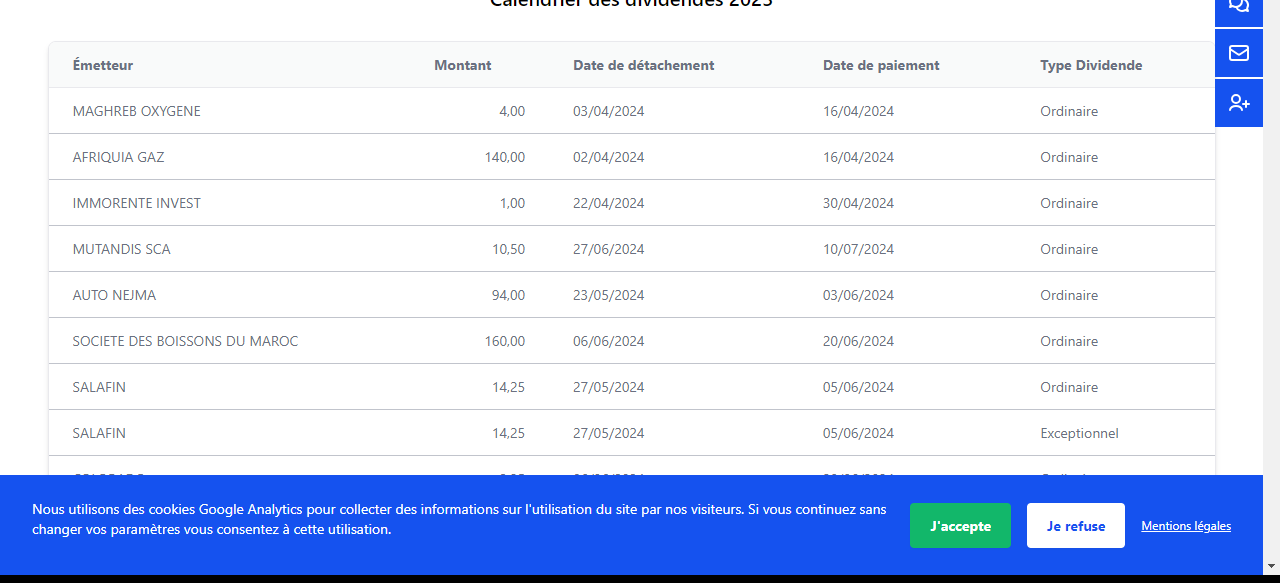 Calendrier des dividendes 2023
Émetteur Montant Date de détachement Date de paiement Type Dividende
MAGHREB OXYGENE 4,00 03/04/2024 16/04/2024 Ordinaire
AFRIQUIA GAZ 140,00 02/04/2024 16/04/2024 Ordinaire
IMMORENTE INVEST 1,00 22/04/2024 30/04/2024 Ordinaire
MUTANDIS SCA 10,50 27/06/2024 10/07/2024 Ordinaire
AUTO NEJMA 94,00 23/05/2024 03/06/2024 Ordinaire
SOCIETE DES BOISSONS DU MAROC 160,00 06/06/2024 20/06/2024 Ordinaire
SALAFIN 14,25 27/05/2024 05/06/2024 Ordinaire
SALAFIN 14,25 27/05/2024 05/06/2024 Exceptionnel
Nous utilisons des cookies Google Analytics pour collecter des informations sur l'utilisation du site par nos visiteurs. Si vous continuez sans
changer vos paramètres vous consentez à cette utilisation.
J'accepte Je refuse Mentions légales